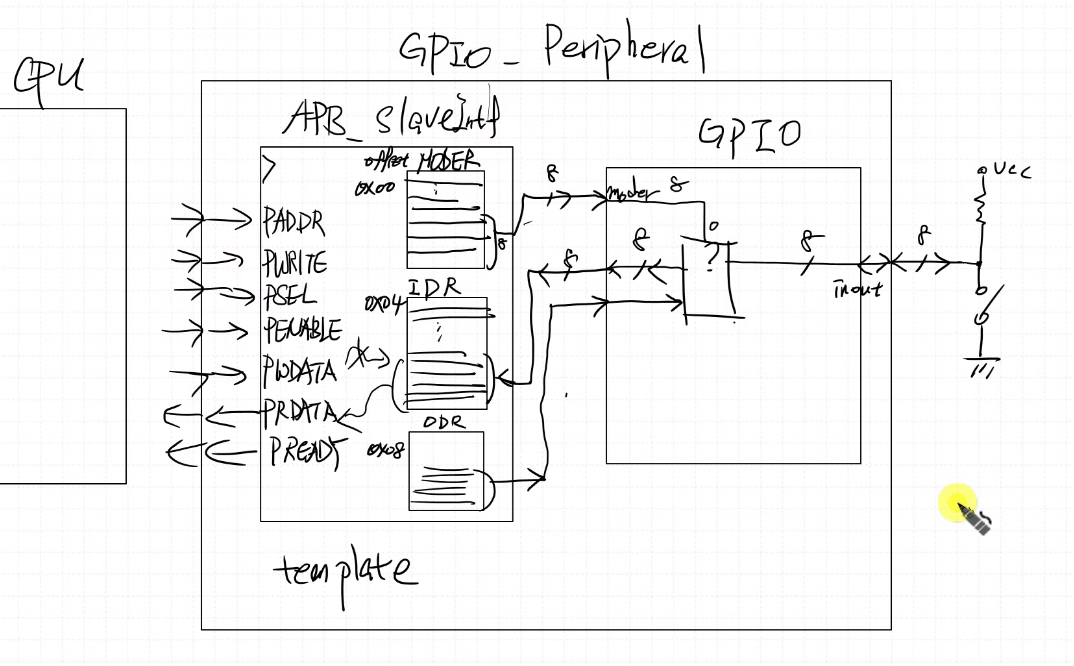 GPIO_Peripheral
CPU
APB_SlaveIntf
GPIO
offset MODER
0x00
8
moder 8
VCC
PADDR
8
0
PWRITE
8
8
?
8
8
IDR
inout
PSEL
0x04
PENABLE
PWDATA
PRDATA
ODR
PREADY
0x08
template